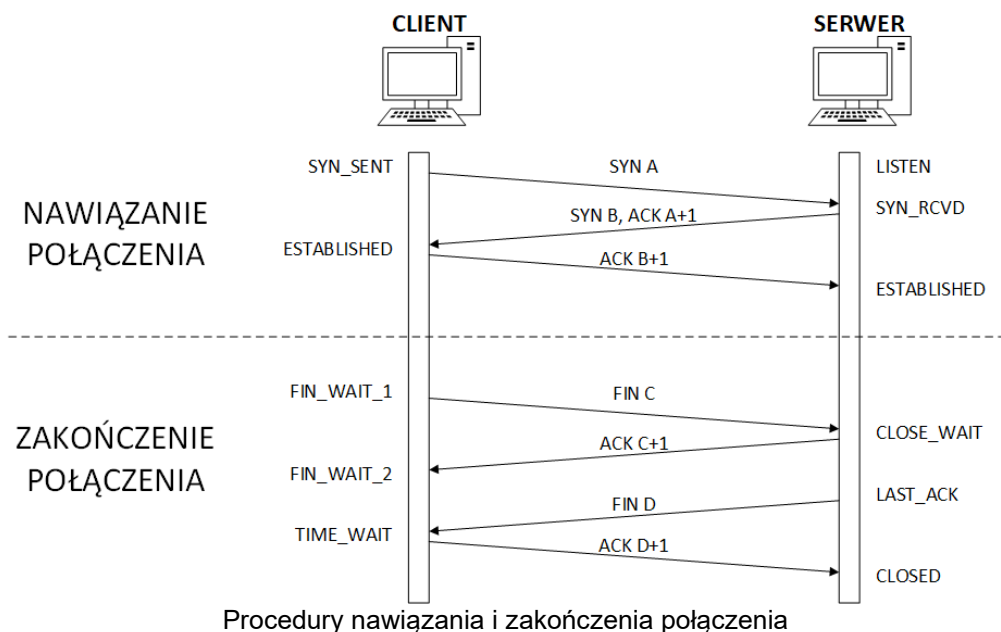 CLIENT
SERWER
SYN_SENT
SYN A
LISTEN
NAWIĄZANIE
POŁĄCZENIA
SYN B, ACK A+1
SYN_RCVD
ESTABLISHED
ACK B+1
ESTABLISHED
ZAKOŃCZENIE
POŁĄCZENIA
FIN_WAIT_1
FIN C
CLOSE_WAIT
ACK C+1
FIN_WAIT_2
FIN D
LAST_ACK
TIME_WAIT
ACK D+1
CLOSED
Procedury nawiązania i zakończenia połączenia